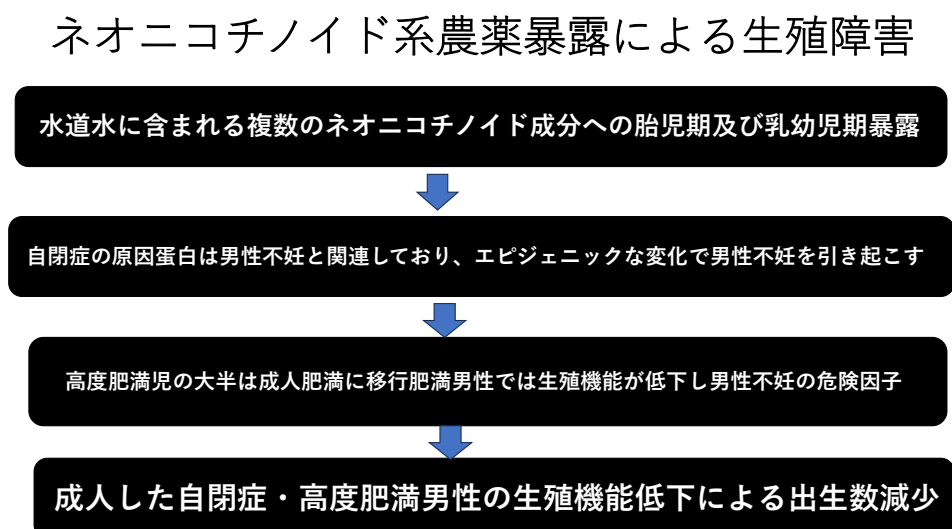 ネオニコチノイド系農薬暴露による生殖障害
水道水に含まれる複数のネオニコチノイド成分への胎児期及び乳幼児期暴露
自閉症の原因蛋白は男性不妊と関連しており、エピジェニックな変化で男性不妊を引き起こす
高度肥満児の大半は成人肥満に移行肥満男性では生殖機能が低下し男性不妊の危険因子
成人した自閉症・高度肥満男性の生殖機能低下による出生数減少